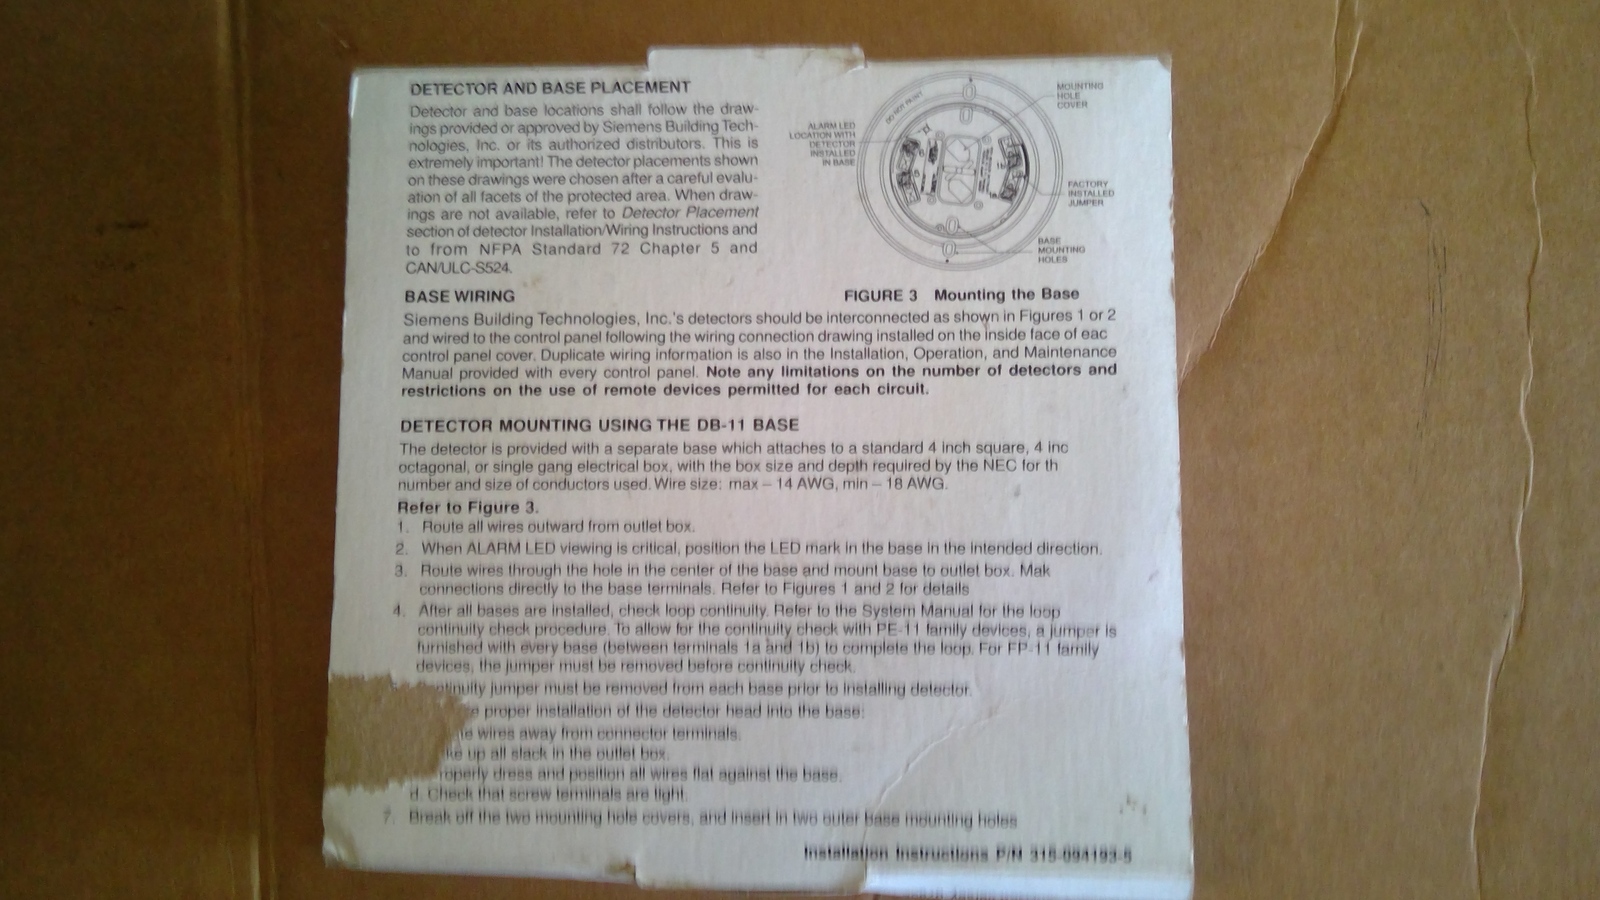 DETECTOR AND BASE PLACEMENT
Detector and base locations shall follow the draw-
ings provided or approved by Siemens Building Tech-
nologies, Inc. or its authorized distributors. This is
extremely important! The detector placements shown
on these drawings were chosen after a careful evalu-
ation of all facets of the protected area. When draw-
ings are not available, refer to Detector Placement
section of detector Installation/Wiring Instructions and
to from NFPA Standard 72 Chapter 5 and
CAN/ULC-S524.
DO NOT PAINT
MOUNTING
HOLE
COVER
ALARM LED
LOCATION WITH
DETECTOR
INSTALLED
IN BASE
FACTORY
INSTALLED
JUMPER
BASE
MOUNTING
HOLES
FIGURE 3 Mounting the Base
BASE WIRING
Siemens Building Technologies, Inc.'s detectors should be interconnected as shown in Figures 1 or 2
and wired to the control panel following the wiring connection drawing installed on the inside face of eac
control panel cover. Duplicate wiring information is also in the Installation, Operation, and Maintenance
Manual provided with every control panel. Note any limitations on the number of detectors and
restrictions on the use of remote devices permitted for each circuit.
DETECTOR MOUNTING USING THE DB-11 BASE
The detector is provided with a separate base which attaches to a standard 4 inch square, 4 inc
octagonal, or single gang electrical box, with the box size and depth required by the NEC for th
number and size of conductors used. Wire size: max – 14 AWG, min – 18 AWG.
Refer to Figure 3.
1. Route all wires outward from outlet box.
2. When ALARM LED viewing is critical, position the LED mark in the base in the intended direction.
3. Route wires through the hole in the center of the base and mount base to outlet box. Mak
connections directly to the base terminals. Refer to Figures 1 and 2 for details
4. After all bases are installed, check loop continuity. Refer to the System Manual for the loop
continuity check procedure. To allow for the continuity check with PE-11 family devices, a jumper is
furnished with every base (between terminals 1a and 1b) to complete the loop. For FP-11 family
devices, the jumper must be removed before continuity check.
ntinuity jumper must be removed from each base prior to installing detector.
e proper installation of the detector head into the base:
he wires away from connector terminals.
ke up all slack in the outlet box.
roperly dress and position all wires flat against the base.
d. Check that screw terminals are tight.
7. Break off the two mounting hole covers, and insert in two outer base mounting holes
Installation Instructions P/N 315-094193-5